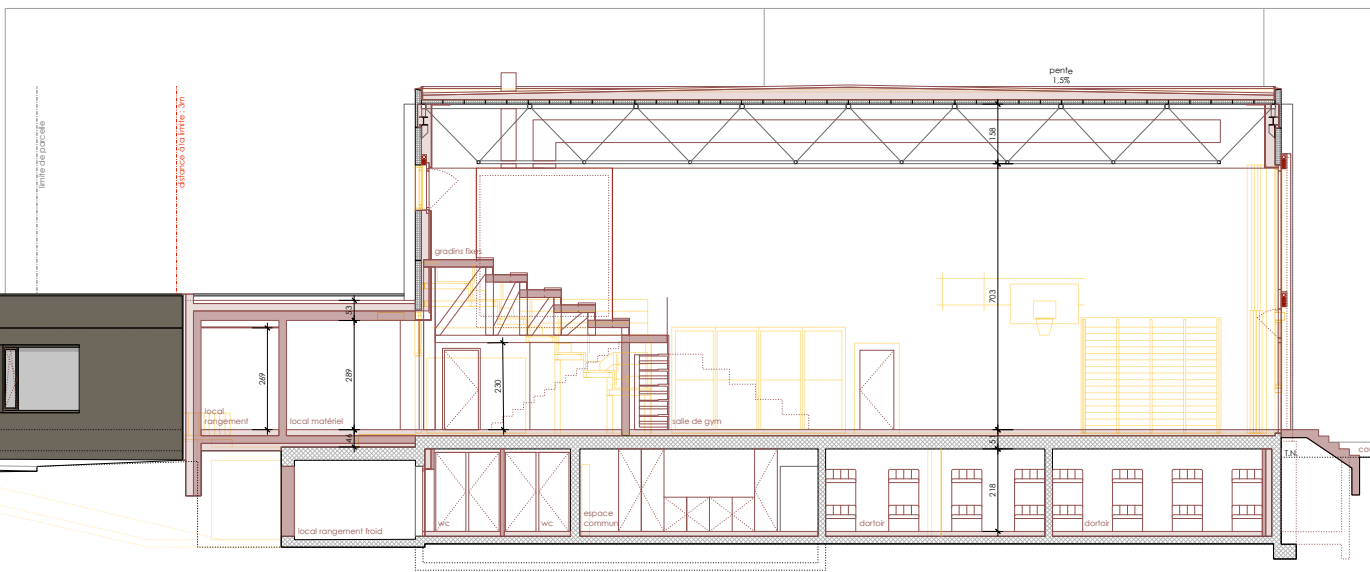 pente
1,5%
limite de parcelle
distance à la limite : 3m
158
gradins fixes
703
53
269
289
230
local
rangement
local matériel
salle de gym
46
51
T.N.
cou
218
wc
wc
espace
commun
dortoir
dortoir
local rangement froid